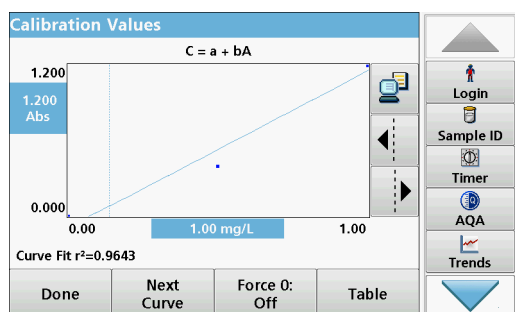 Calibration Values
C = a + bA
1.200
1.200
Abs
0.000
0.00
1.00 mg/L
1.00
Curve Fit r²=0.9643
Done
Next
Curve
Force 0:
Off
Table
Login
Sample ID
Timer
AQA
Trends